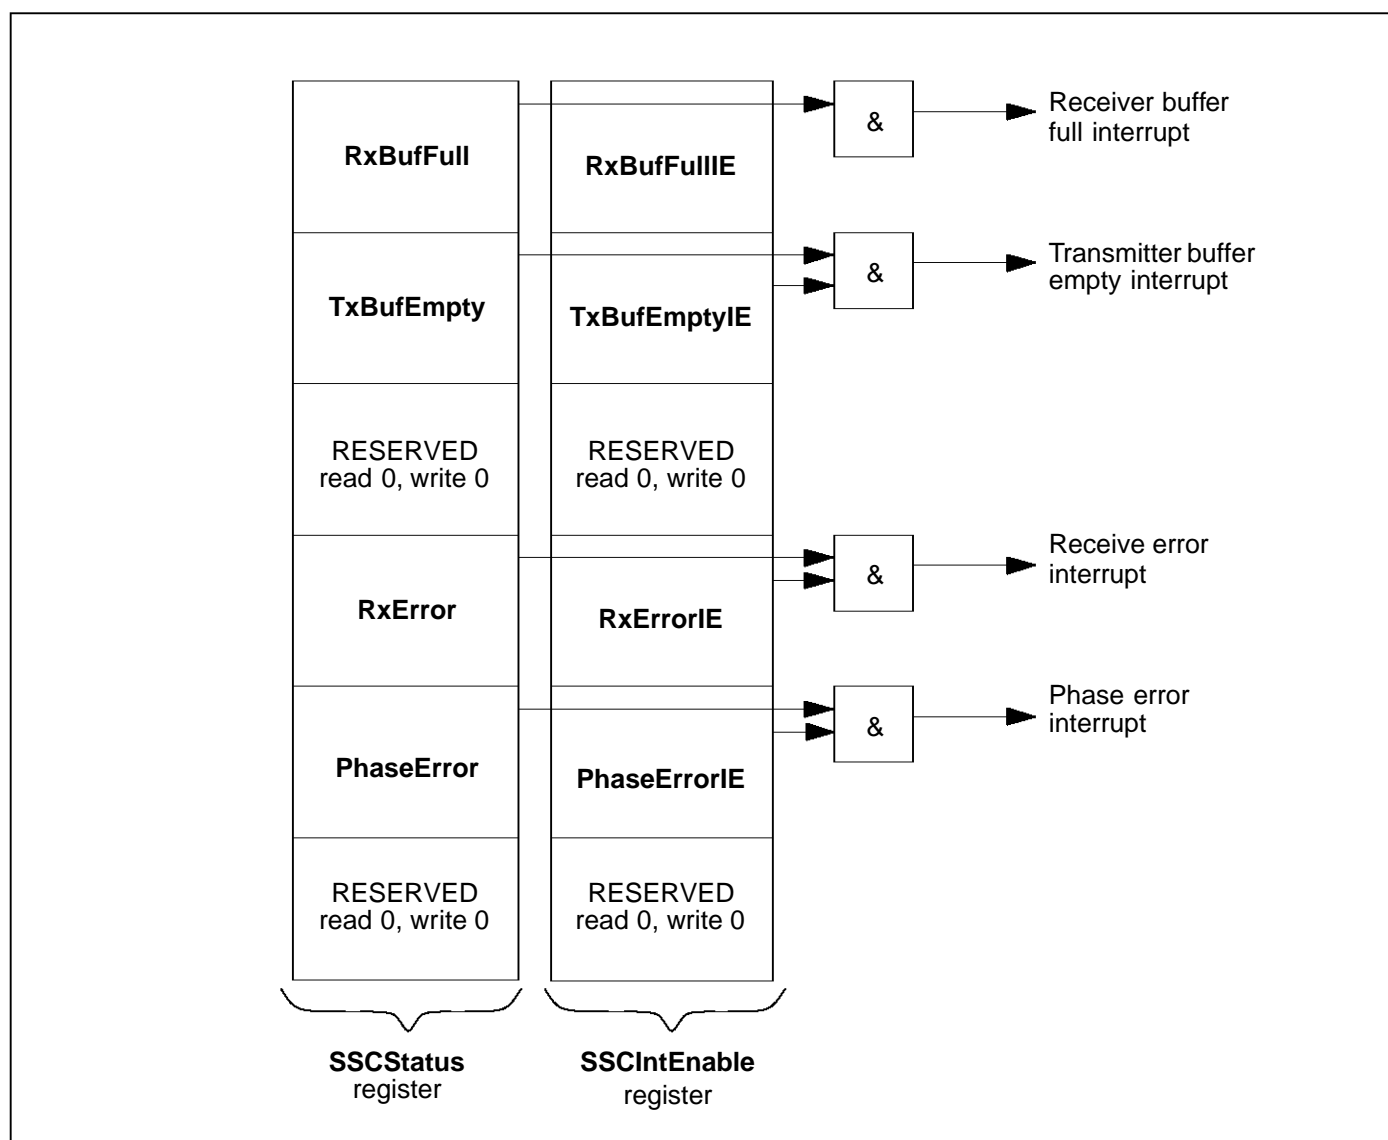 RxBufFull
RxBufFullIE
&
Receiver buffer
full interrupt
TxBufEmpty
TxBufEmptyIE
&
Transmitter buffer
empty interrupt
RESERVED
read 0, write 0
RESERVED
read 0, write 0
RxError
RxErrorIE
&
Receive error
interrupt
PhaseError
PhaseErrorIE
&
Phase error
interrupt
RESERVED
read 0, write 0
RESERVED
read 0, write 0
SSCStatus
register
SSCIntEnable
register